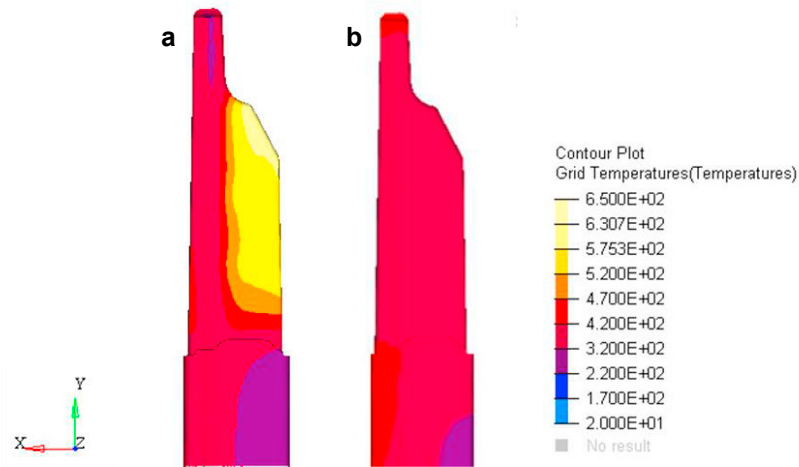 a
b
Contour Plot
Grid Temperatures(Temperatures)
6.500E+02
6.307E+02
5.753E+02
5.200E+02
4.700E+02
4.200E+02
3.200E+02
2.200E+02
1.700E+02
2.000E+01
No result
Y
X
Z